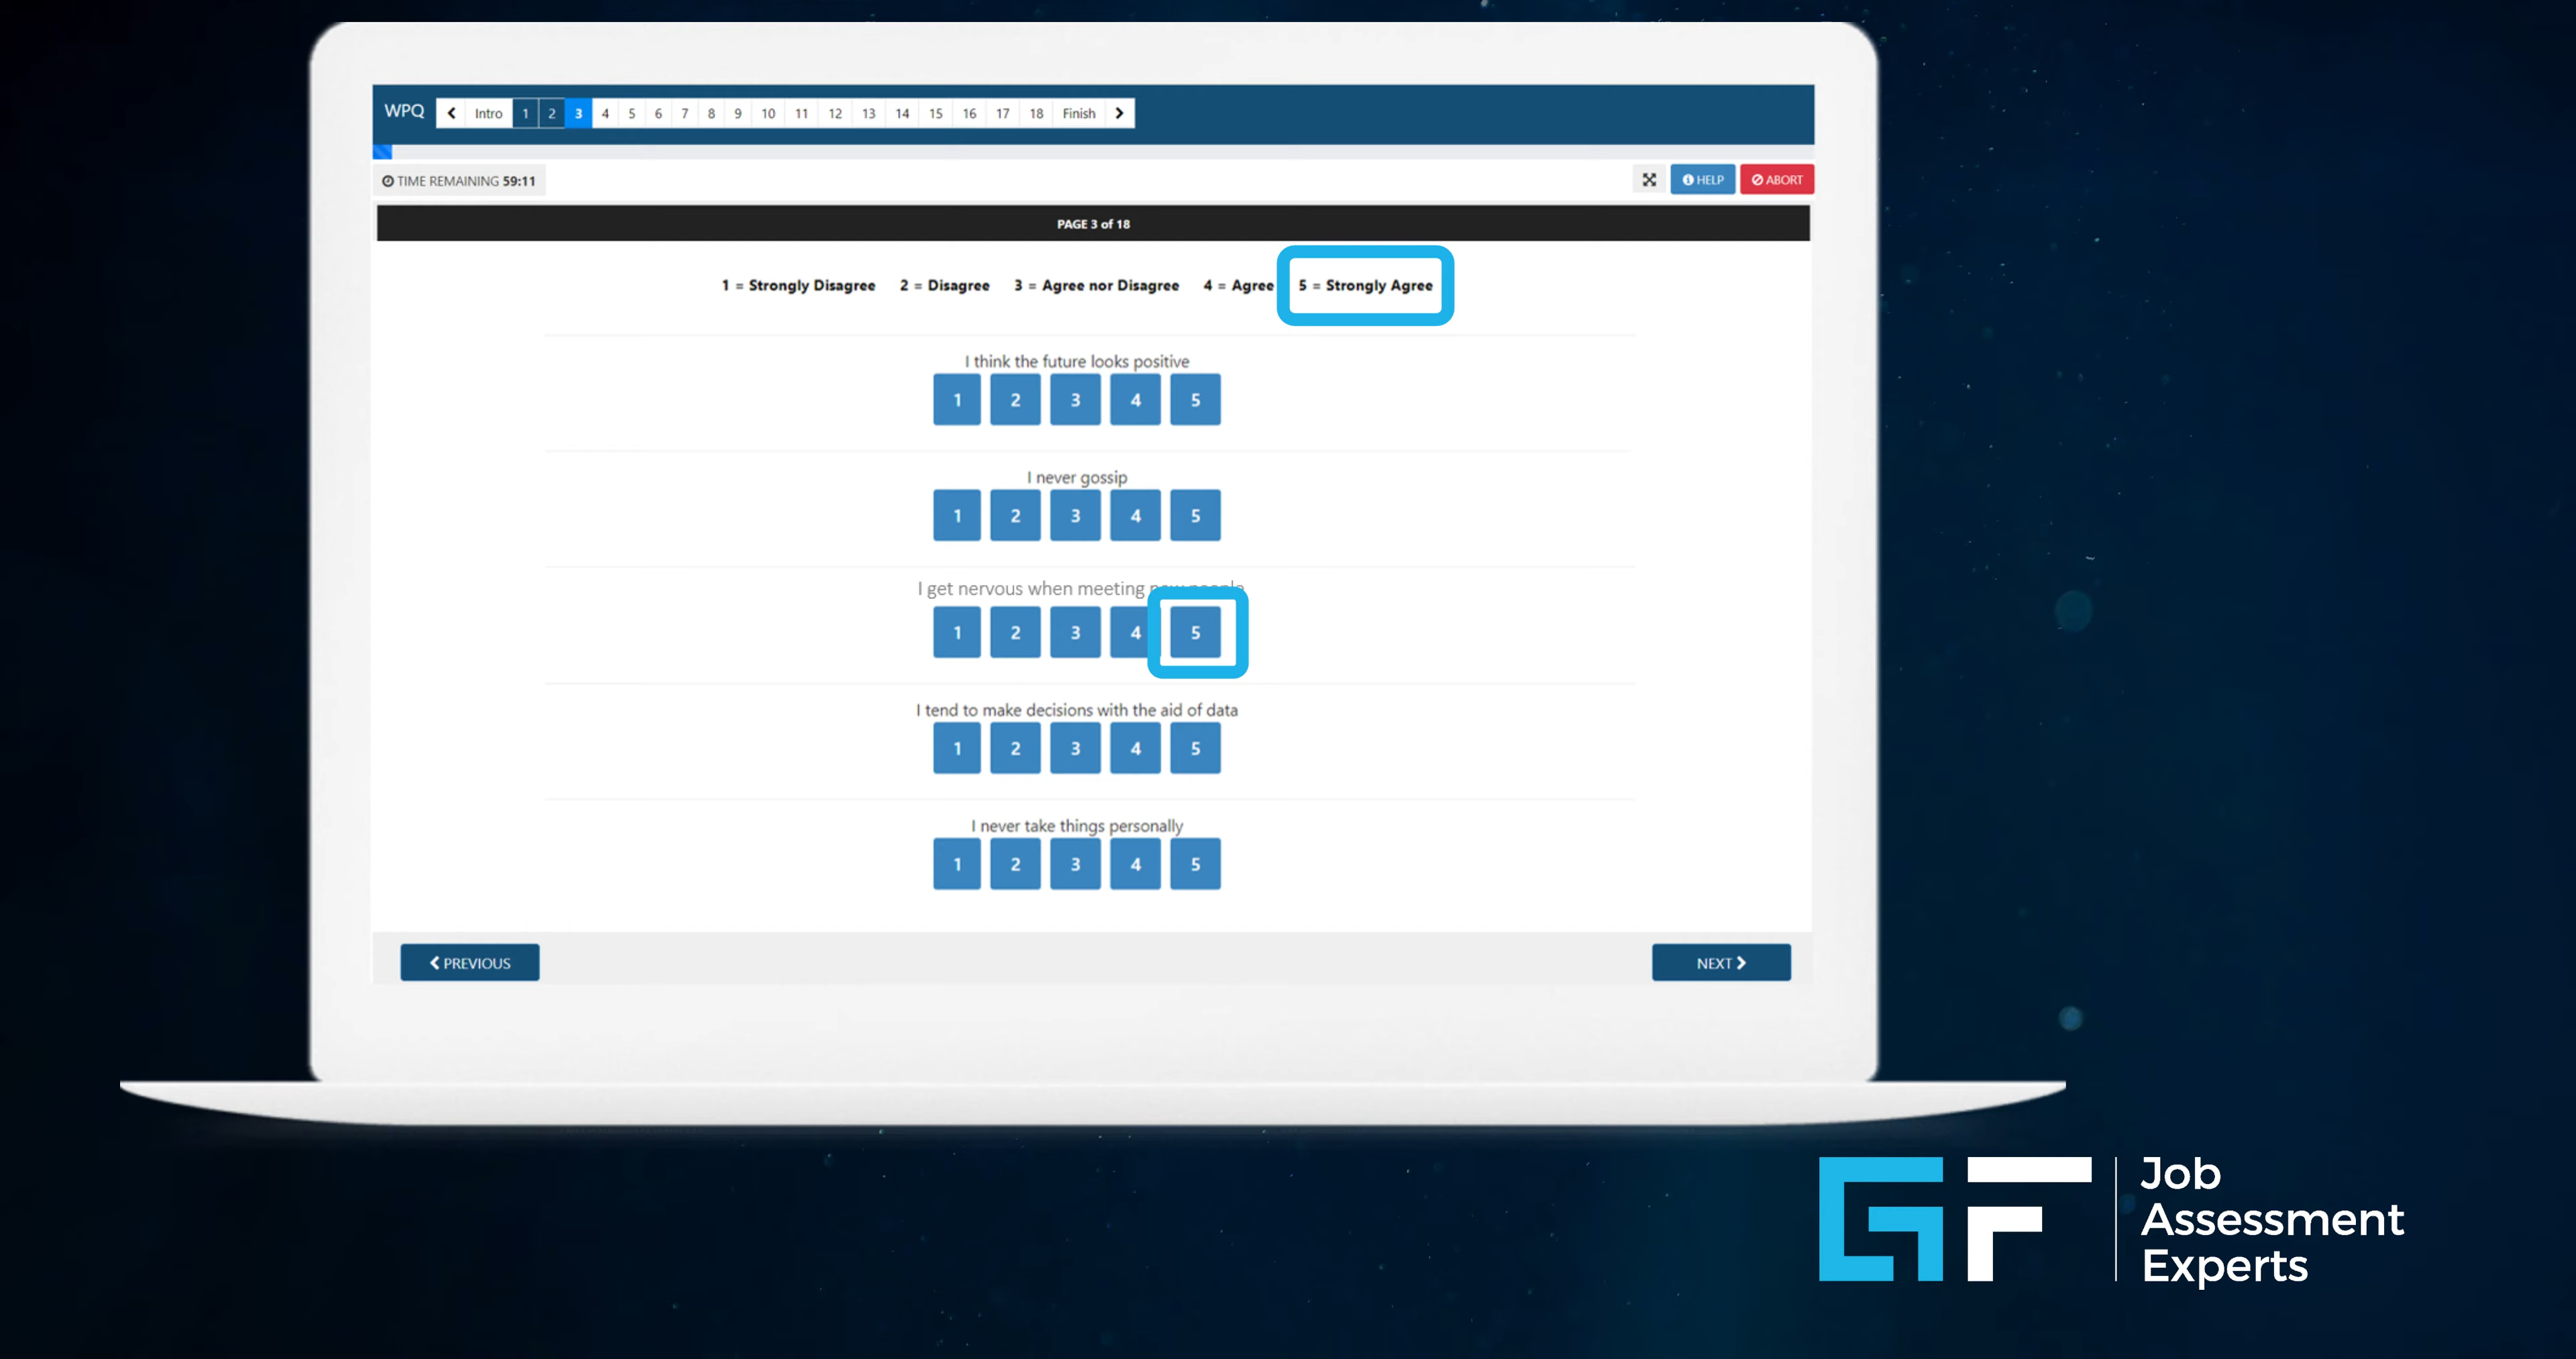 WPQ Intro 1 2 3 4 5 6 7 8 9 10 11 12 13 14 15 16 17 18 Finish
TIME REMAINING 59:11
HELP
ABORT
PAGE 3 of 18
1 = Strongly Disagree 2 = Disagree 3 = Agree nor Disagree 4 = Agree 5 = Strongly Agree
I think the future looks positive
1 2 3 4 5
I never gossip
1 2 3 4 5
I get nervous when meeting new people
1 2 3 4 5
I tend to make decisions with the aid of data
1 2 3 4 5
I never take things personally
1 2 3 4 5
PREVIOUS
NEXT
GF
Job
Assessment
Experts